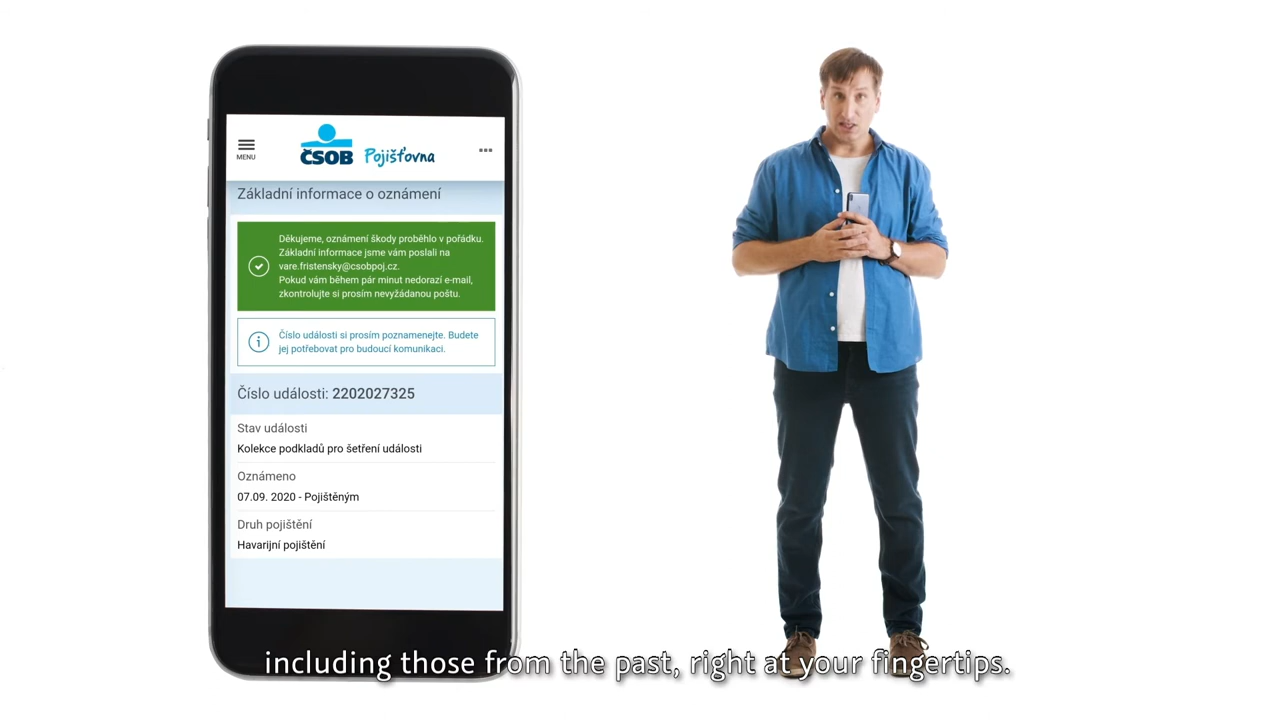 MENU
ČSOB Pojišťovna
Základní informace o oznámení
Děkujeme, oznámení škody proběhlo v pořádku.
Základní informace jsme vám poslali na
vare.fristensky@csobpoj.cz.
Pokud vám během pár minut nedorazí e-mail,
zkontrolujte si prosím nevyžádanou poštu.
Číslo události si prosím poznamenejte. Budete
jej potřebovat pro budoucí komunikaci.
Číslo události: 2202027325
Stav události
Kolekce podkladů pro šetření události
Oznámeno
07.09. 2020 - Pojištěným
Druh pojištění
Havarijní pojištění
including those from the past, right at your fingertips.